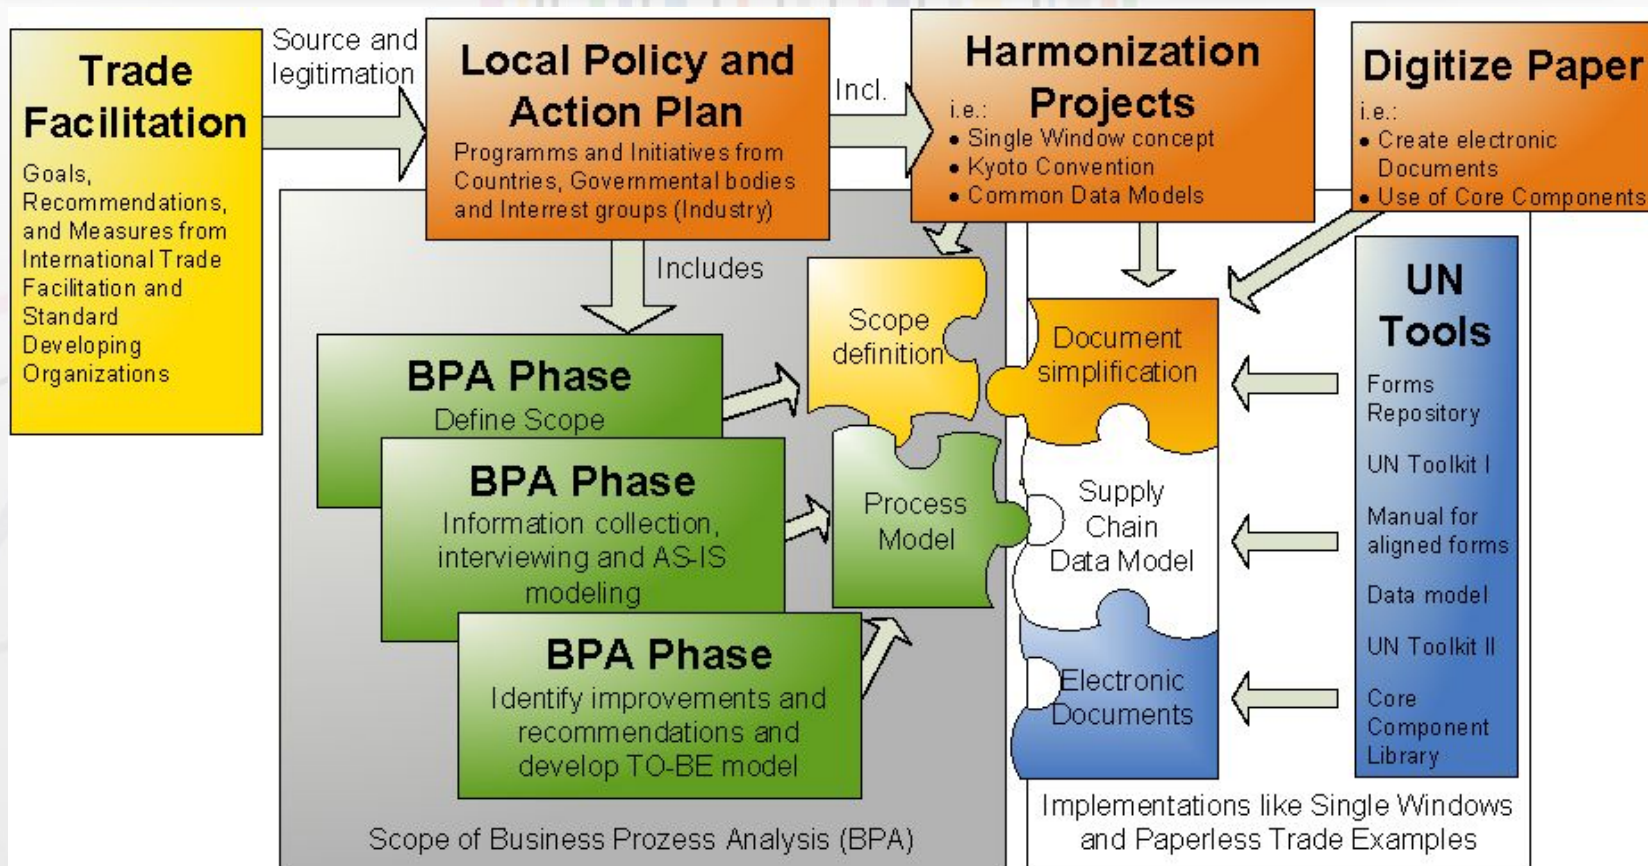 Trade
Facilitation
Goals,
Recommendations,
and Measures from
International Trade
Facilitation and
Standard
Developing
Organizations
Source and
legitimation
Local Policy and
Action Plan
Programms and Initiatives from
Countries, Governmental bodies
and Interrest groups (Industry)
Incl.
Harmonization
Projects
i.e.:
• Single Window concept
• Kyoto Convention
• Common Data Models
Digitize Paper
i.e.:
• Create electronic
Documents
• Use of Core Components
Includes
BPA Phase
Define Scope
BPA Phase
Information collection,
interviewing and AS-IS
modeling
BPA Phase
Identify improvements and
recommendations and
develop TO-BE model
Scope
definition
Process
Model
Document
simplification
Supply
Chain
Data Model
Electronic
Documents
UN
Tools
Forms
Repository
UN Toolkit I
Manual for
aligned forms
Data model
UN Toolkit II
Core
Component
Library
Scope of Business Prozess Analysis (BPA)
Implementations like Single Windows
and Paperless Trade Examples